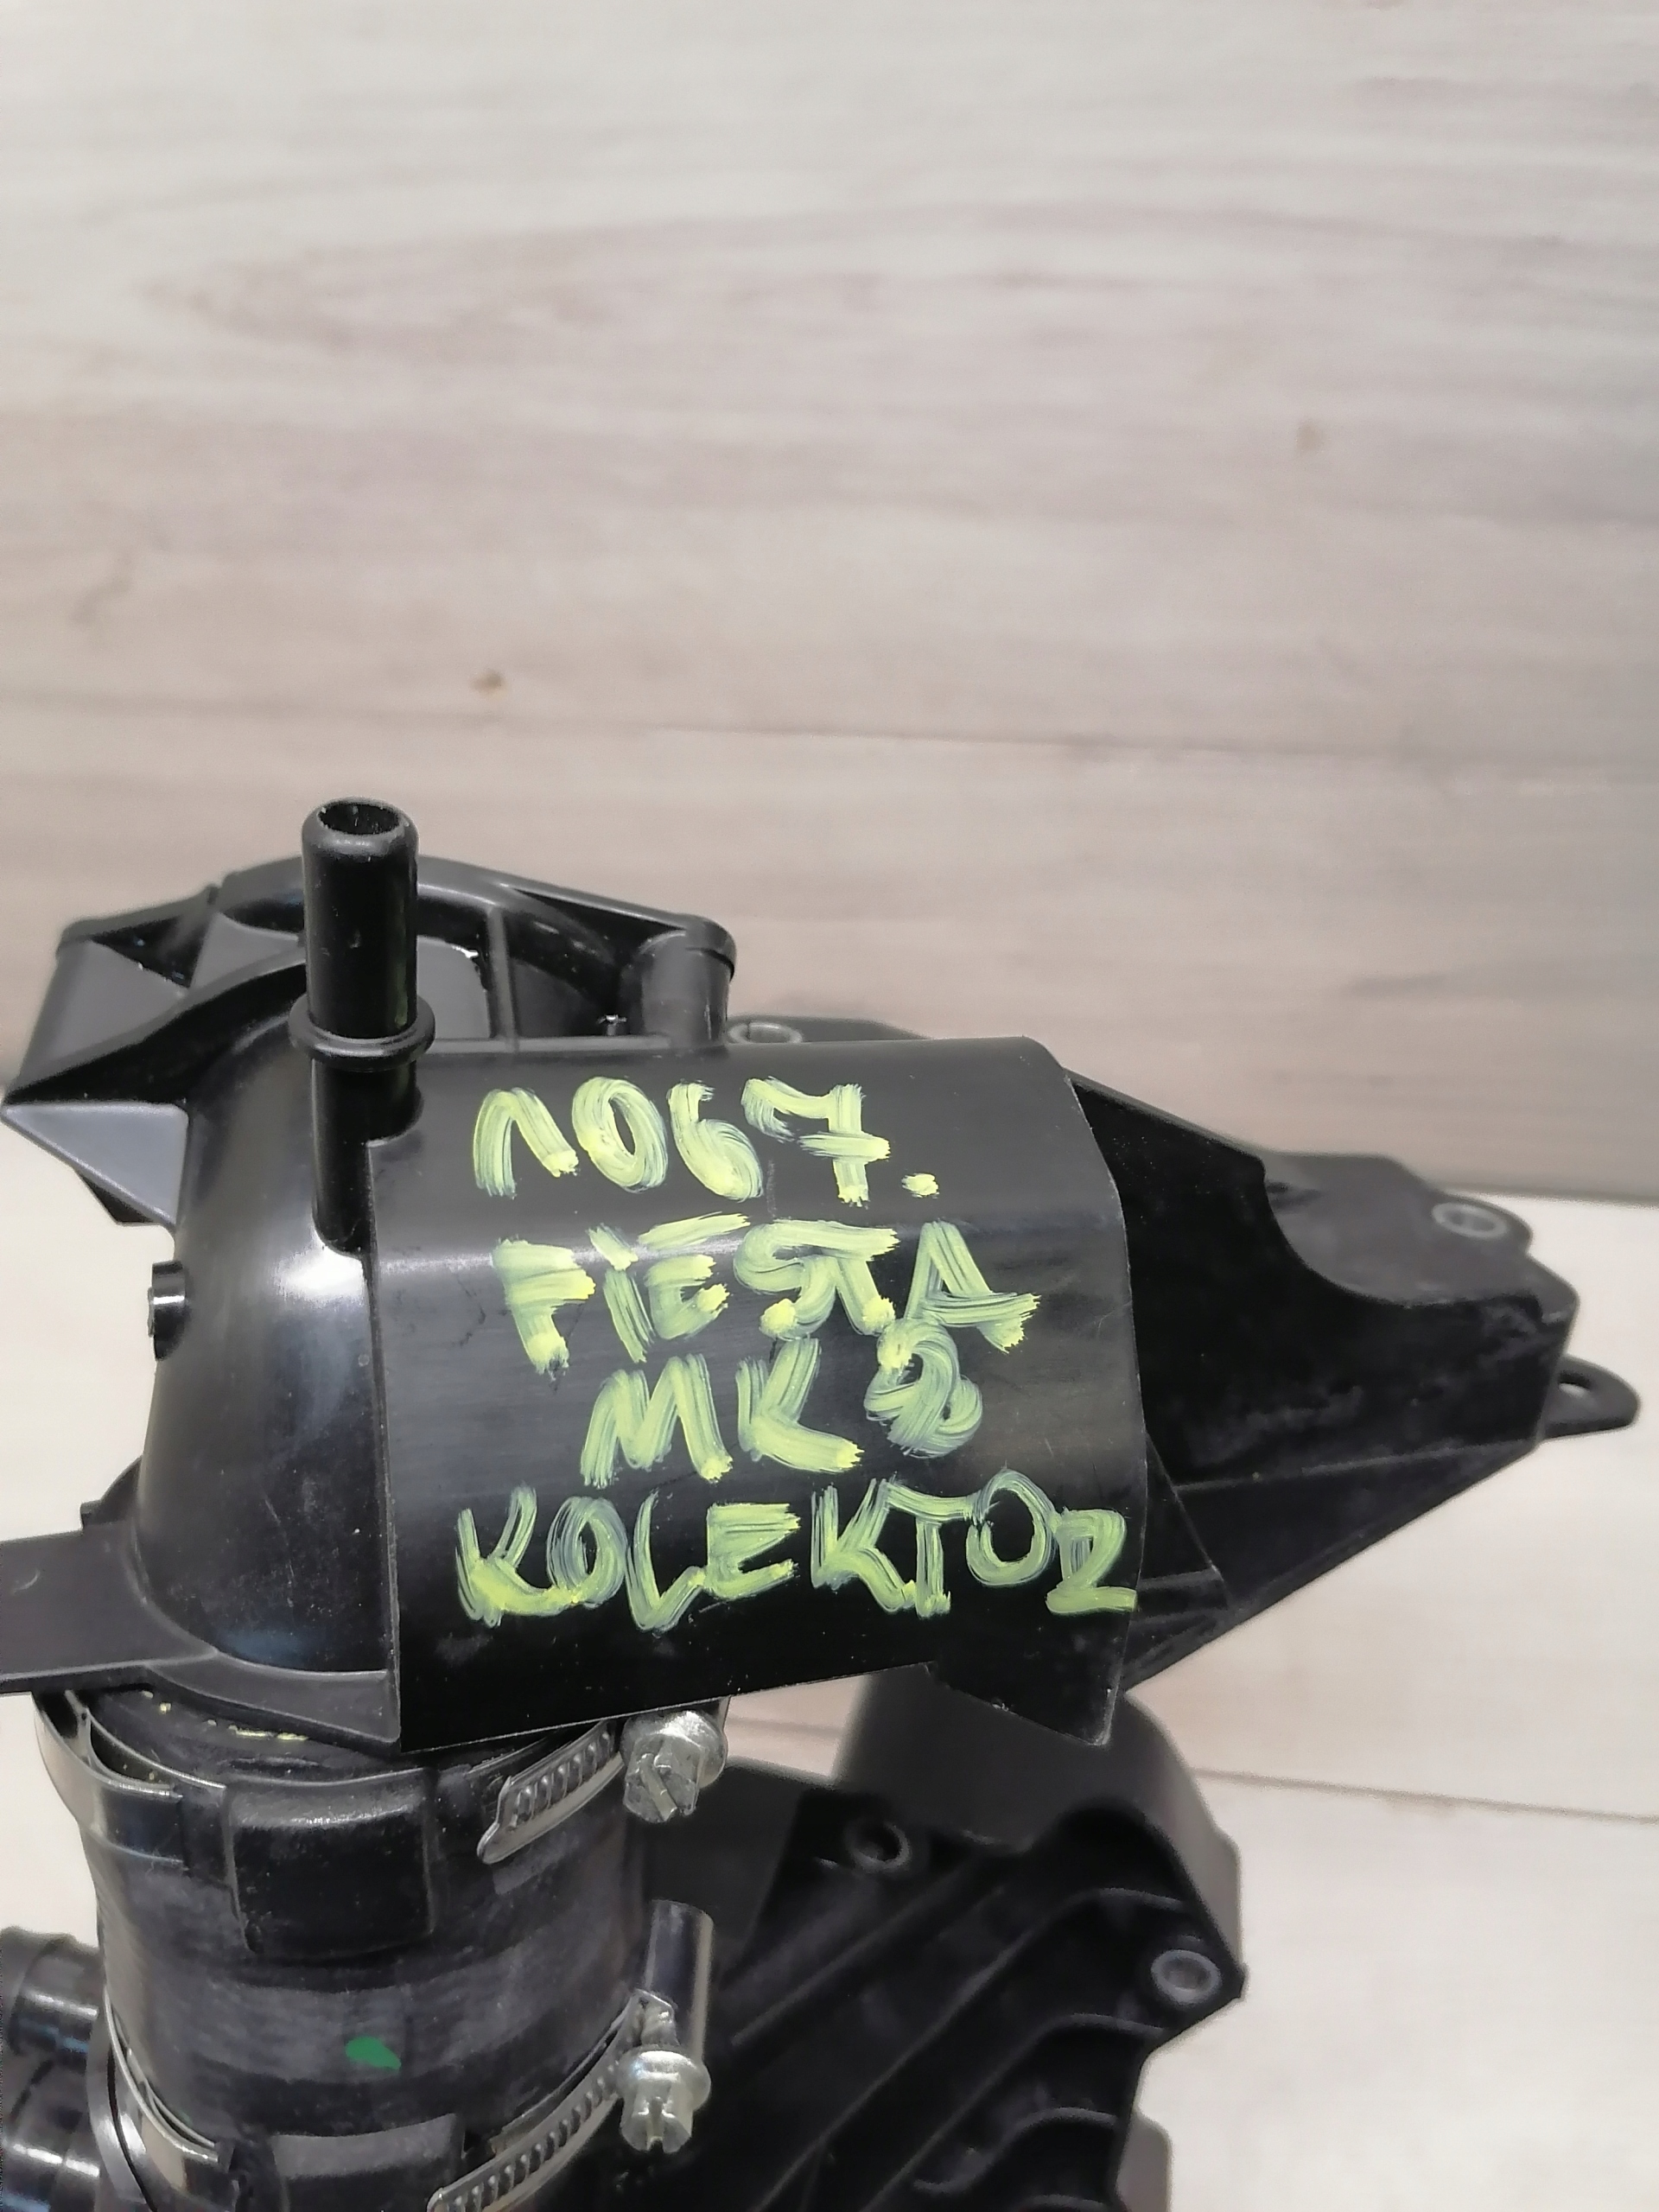 1067.
FIESTA
MK8
KOLEKTOR